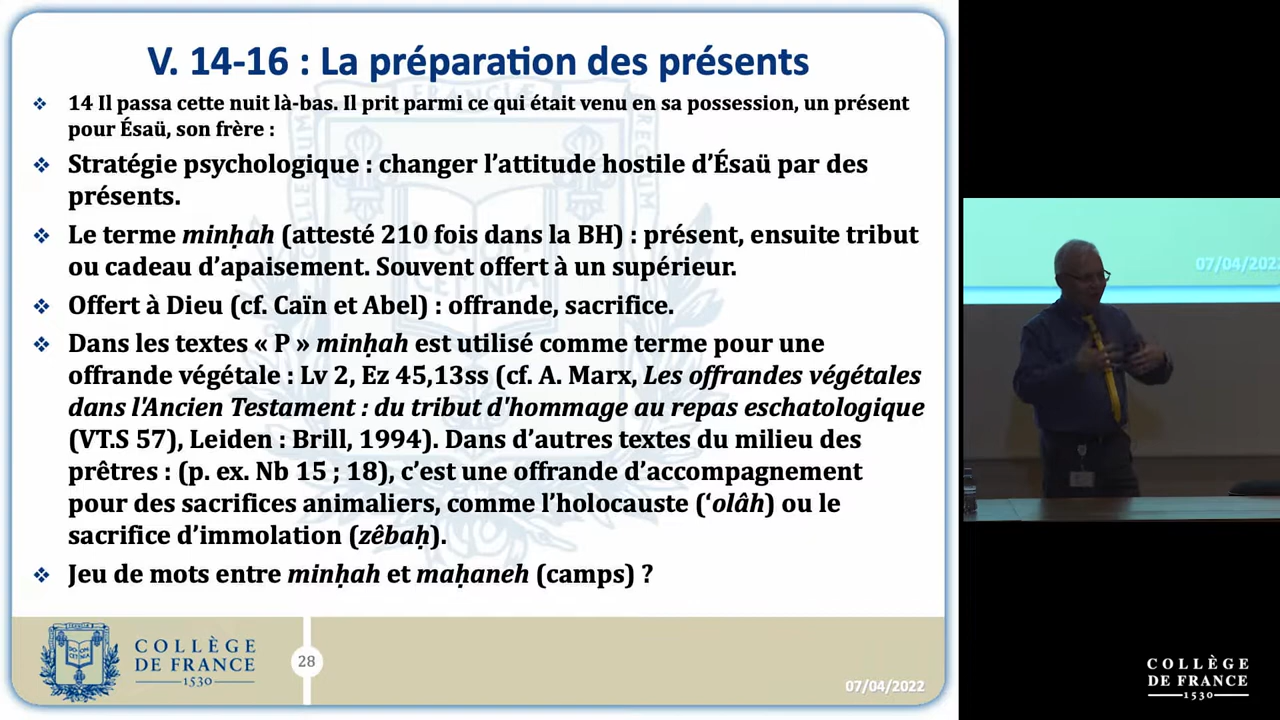 V. 14-16 : La préparation des présents
❖ 14 Il passa cette nuit là-bas. Il prit parmi ce qui était venu en sa possession, un présent
pour Ésaü, son frère :
❖ Stratégie psychologique : changer l’attitude hostile d’Ésaü par des
présents.
❖ Le terme minḥah (attesté 210 fois dans la BH) : présent, ensuite tribut
ou cadeau d’apaisement. Souvent offert à un supérieur.
❖ Offert à Dieu (cf. Caïn et Abel) : offrande, sacrifice.
❖ Dans les textes « P » minḥah est utilisé comme terme pour une
offrande végétale : Lv 2, Ez 45,13ss (cf. A. Marx, Les offrandes végétales
dans l'Ancien Testament : du tribut d'hommage au repas eschatologique
(VT.S 57), Leiden : Brill, 1994). Dans d’autres textes du milieu des
prêtres : (p. ex. Nb 15 ; 18), c’est une offrande d’accompagnement
pour des sacrifices animaliers, comme l’holocauste (‘olâh) ou le
sacrifice d’immolation (zêbaḥ).
❖ Jeu de mots entre minḥah et maḥaneh (camps) ?
COLLÈGE
DE FRANCE
1530
28
07/04/2022
07/04/2022
COLLÈGE
DE FRANCE
1530